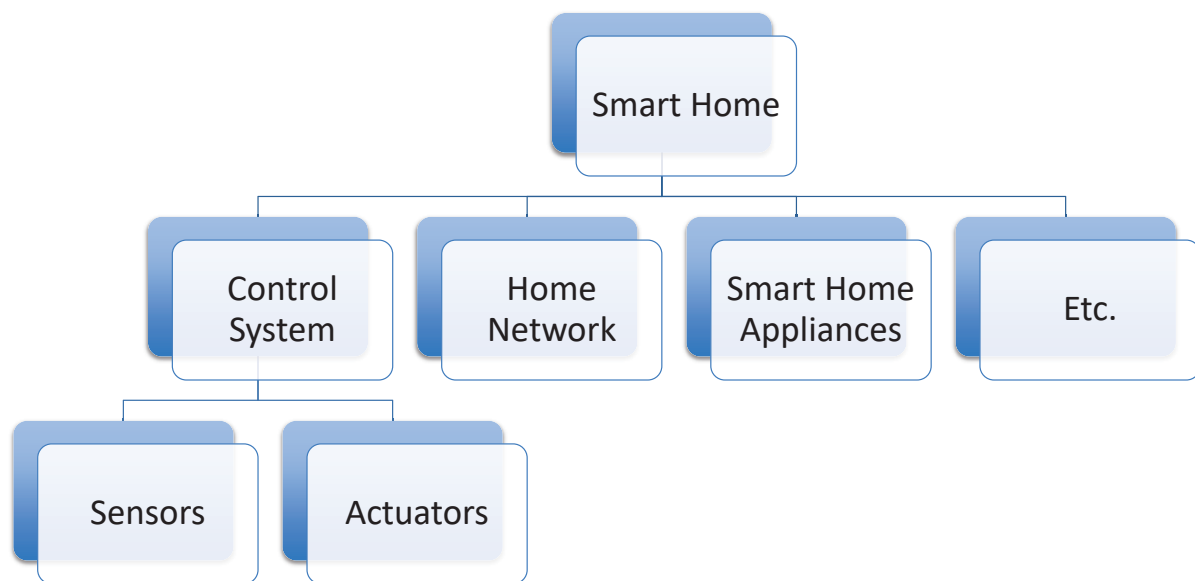 Smart Home
Control
System
Home
Network
Smart Home
Appliances
Etc.
Sensors
Actuators